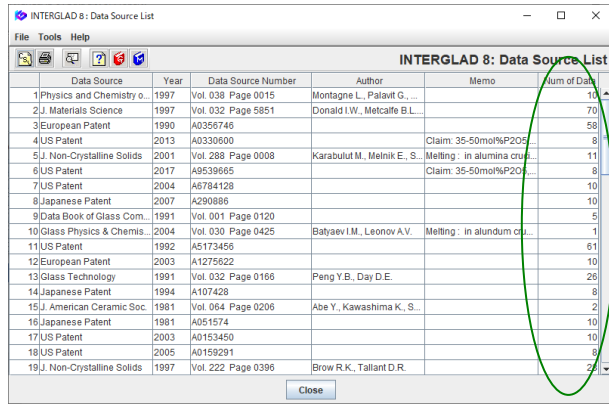 INTERGLAD 8 : Data Source List
File Tools Help
INTERGLAD 8: Data Source List
Data Source Year Data Source Number Author Memo Num of Data
1 Physics and Chemistry o... 1997 Vol. 038 Page 0015 Montagne L., Palavit G., ... 10
2 J. Materials Science 1997 Vol. 032 Page 5851 Donald I.W., Metcalfe B.L.... 70
3 European Patent 1990 A0356746 58
4 US Patent 2013 A0330600 Claim: 35-50mol%P2O5,... 8
5 J. Non-Crystalline Solids 2001 Vol. 288 Page 0008 Karabulut M., Melnik E., S... Melting : in alumina cruci... 11
6 US Patent 2017 A9539665 Claim: 35-50mol%P2O5,... 8
7 US Patent 2004 A6784128 10
8 Japanese Patent 2007 A290886 10
9 Data Book of Glass Com... 1991 Vol. 001 Page 0120 5
10 Glass Physics & Chemis... 2004 Vol. 030 Page 0425 Batyaev I.M., Leonov A.V. Melting : in alundum cru... 1
11 US Patent 1992 A5173456 61
12 European Patent 2003 A1275622 10
13 Glass Technology 1991 Vol. 032 Page 0166 Peng Y.B., Day D.E. 26
14 Japanese Patent 1994 A107428 8
15 J. American Ceramic Soc. 1981 Vol. 064 Page 0206 Abe Y., Kawashima K., S... 2
16 Japanese Patent 1981 A051574 10
17 US Patent 2003 A0153450 10
18 US Patent 2005 A0159291 8
19 J. Non-Crystalline Solids 1997 Vol. 222 Page 0396 Brow R.K., Tallant D.R.
Close